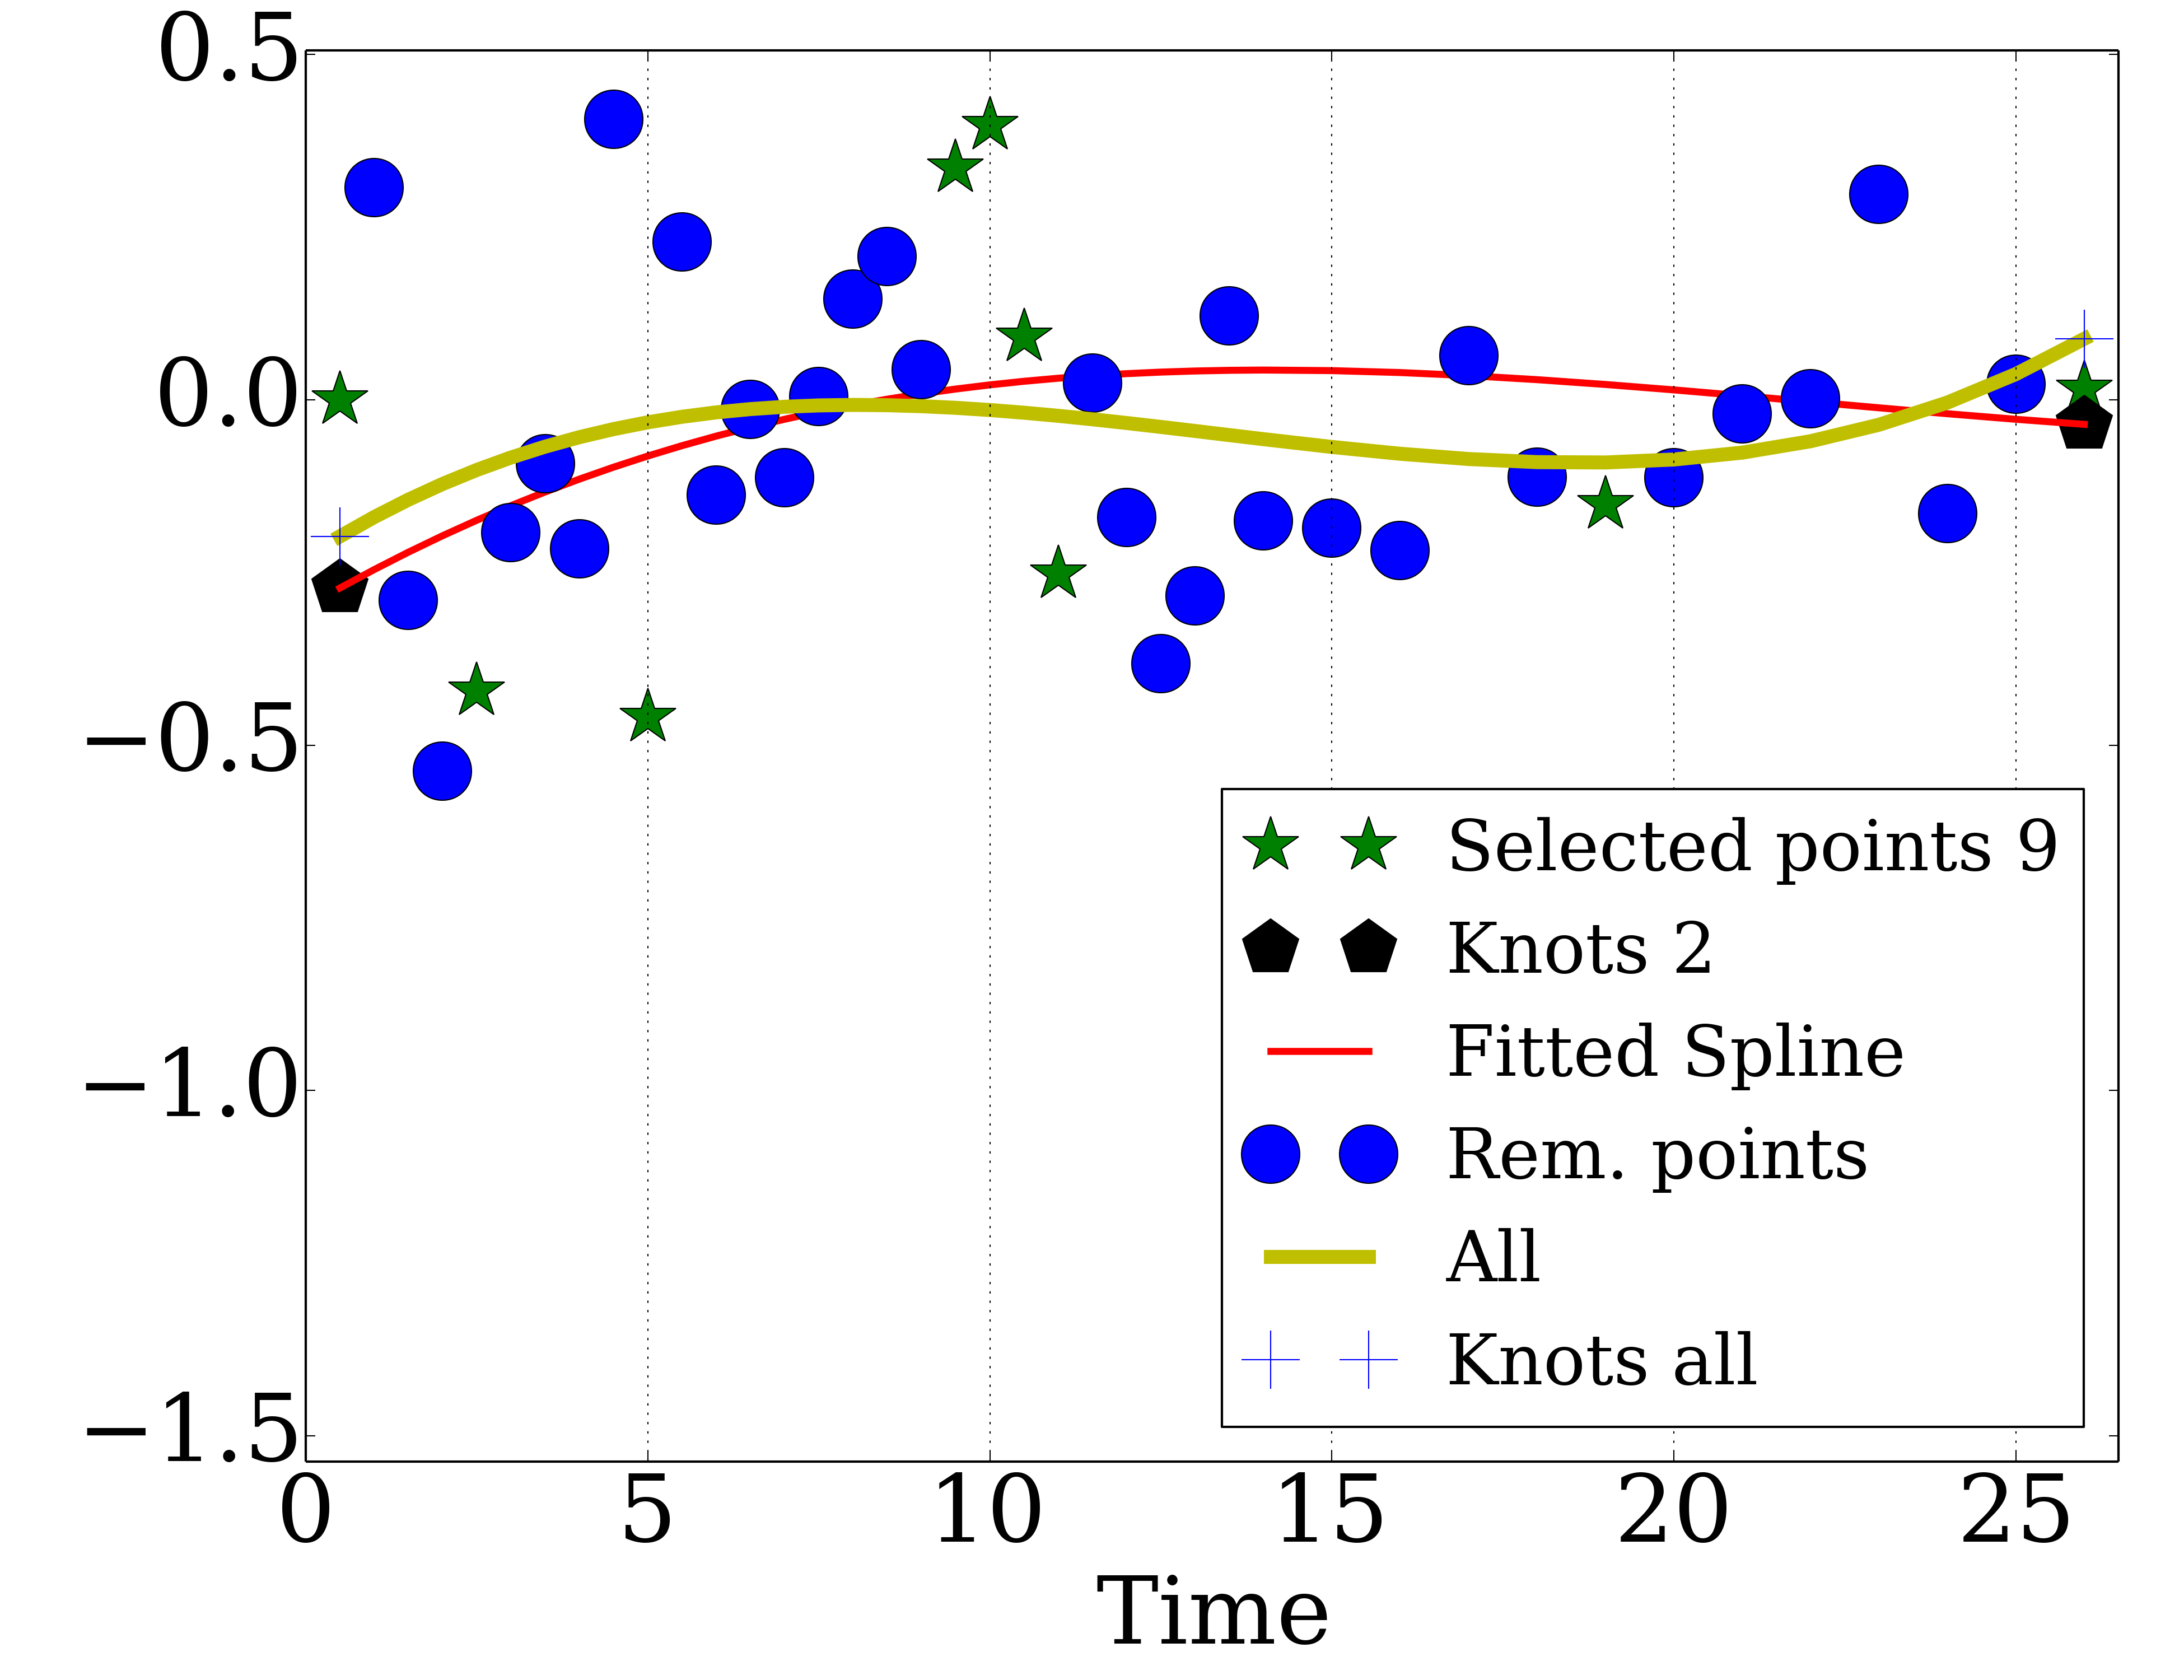 0.5
0.0
−0.5
−1.0
−1.5
Selected points 9
Knots 2
Fitted Spline
Rem. points
All
Knots all
0 5 10 15 20 25
Time